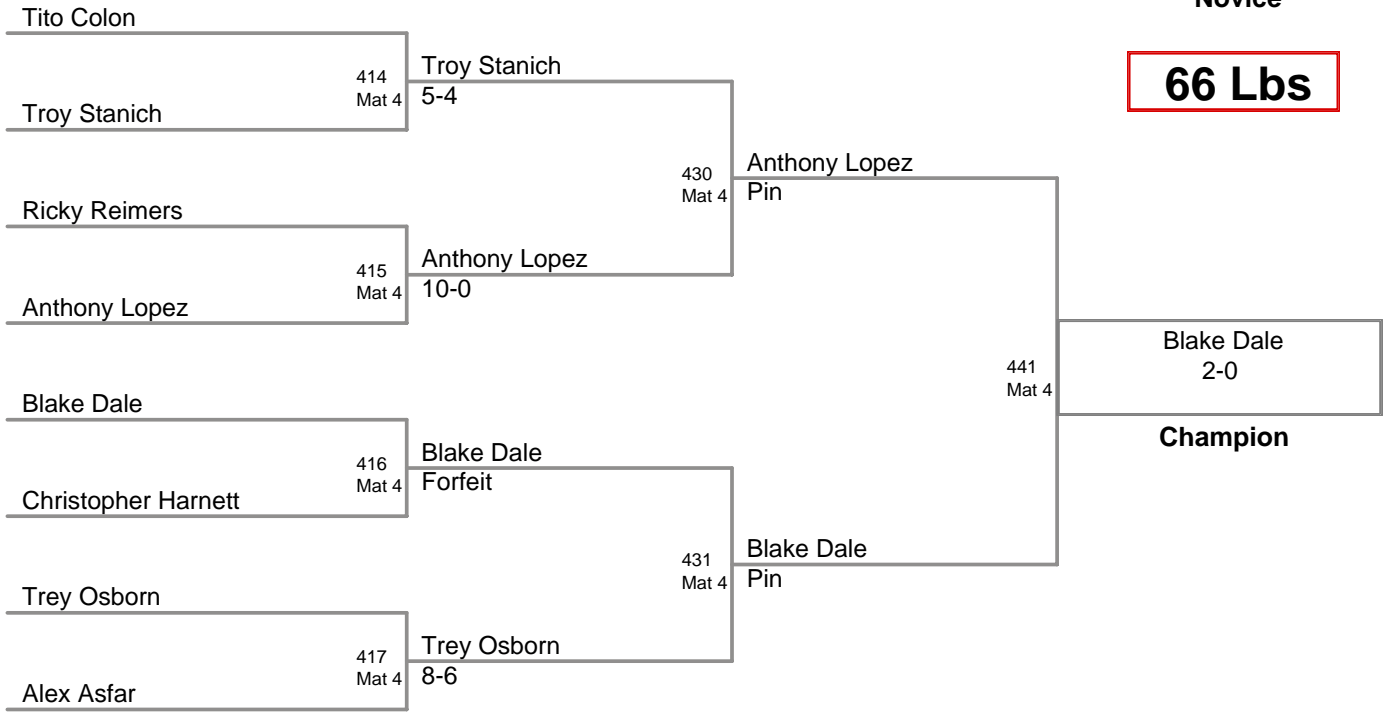 Novice
66 Lbs
Tito Colon
414
Mat 4
Troy Stanich
5-4
Troy Stanich
430
Mat 4
Anthony Lopez
Pin
Ricky Reimers
415
Mat 4
Anthony Lopez
10-0
Anthony Lopez
441
Mat 4
Blake Dale
2-0
Champion
Blake Dale
416
Mat 4
Blake Dale
Forfeit
Christopher Harnett
431
Mat 4
Blake Dale
Pin
Trey Osborn
417
Mat 4
Trey Osborn
8-6
Alex Asfar